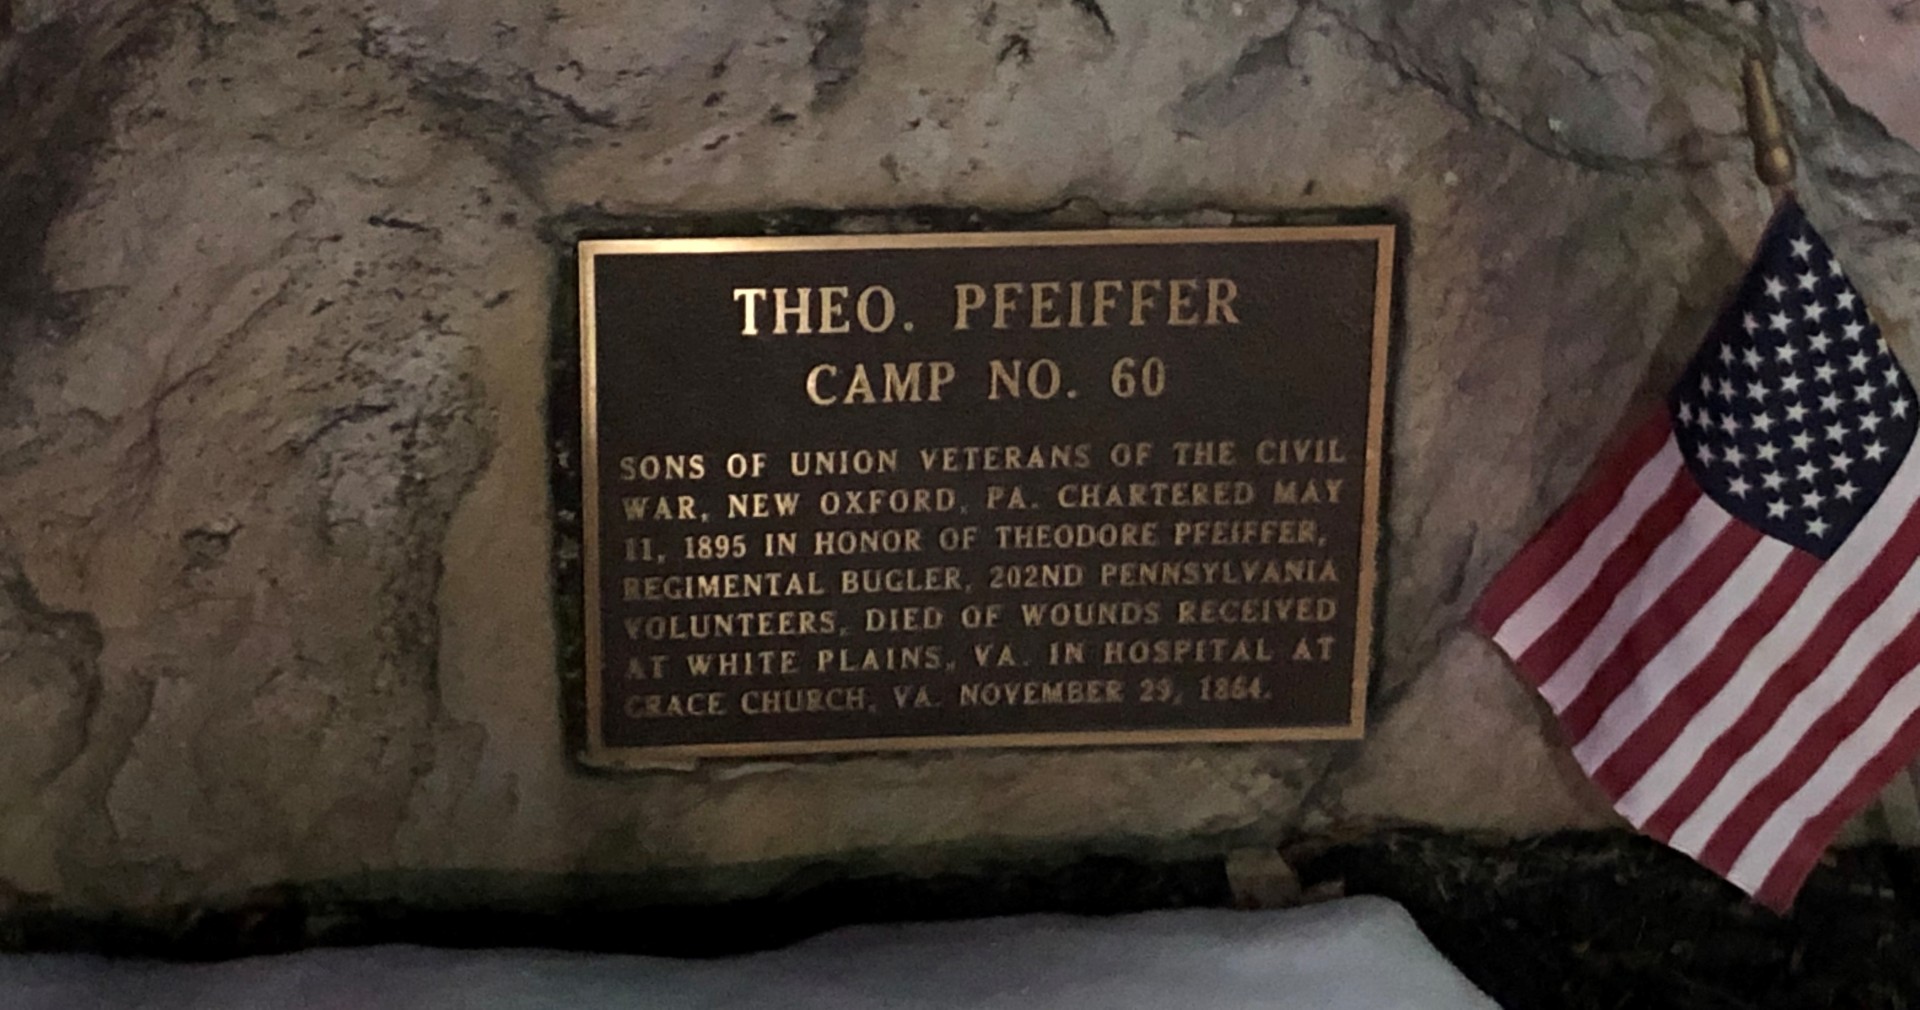 THEO. PFEIFFER
CAMP NO. 60
SONS OF UNION VETERANS OF THE CIVIL
WAR, NEW OXFORD, PA. CHARTERED MAY
11, 1895 IN HONOR OF THEODORE PFEIFFER,
REGIMENTAL BUGLER, 202ND PENNSYLVANIA
VOLUNTEERS, DIED OF WOUNDS RECEIVED
AT WHITE PLAINS, VA. IN HOSPITAL AT
GRACE CHURCH, VA. NOVEMBER 29, 1864.